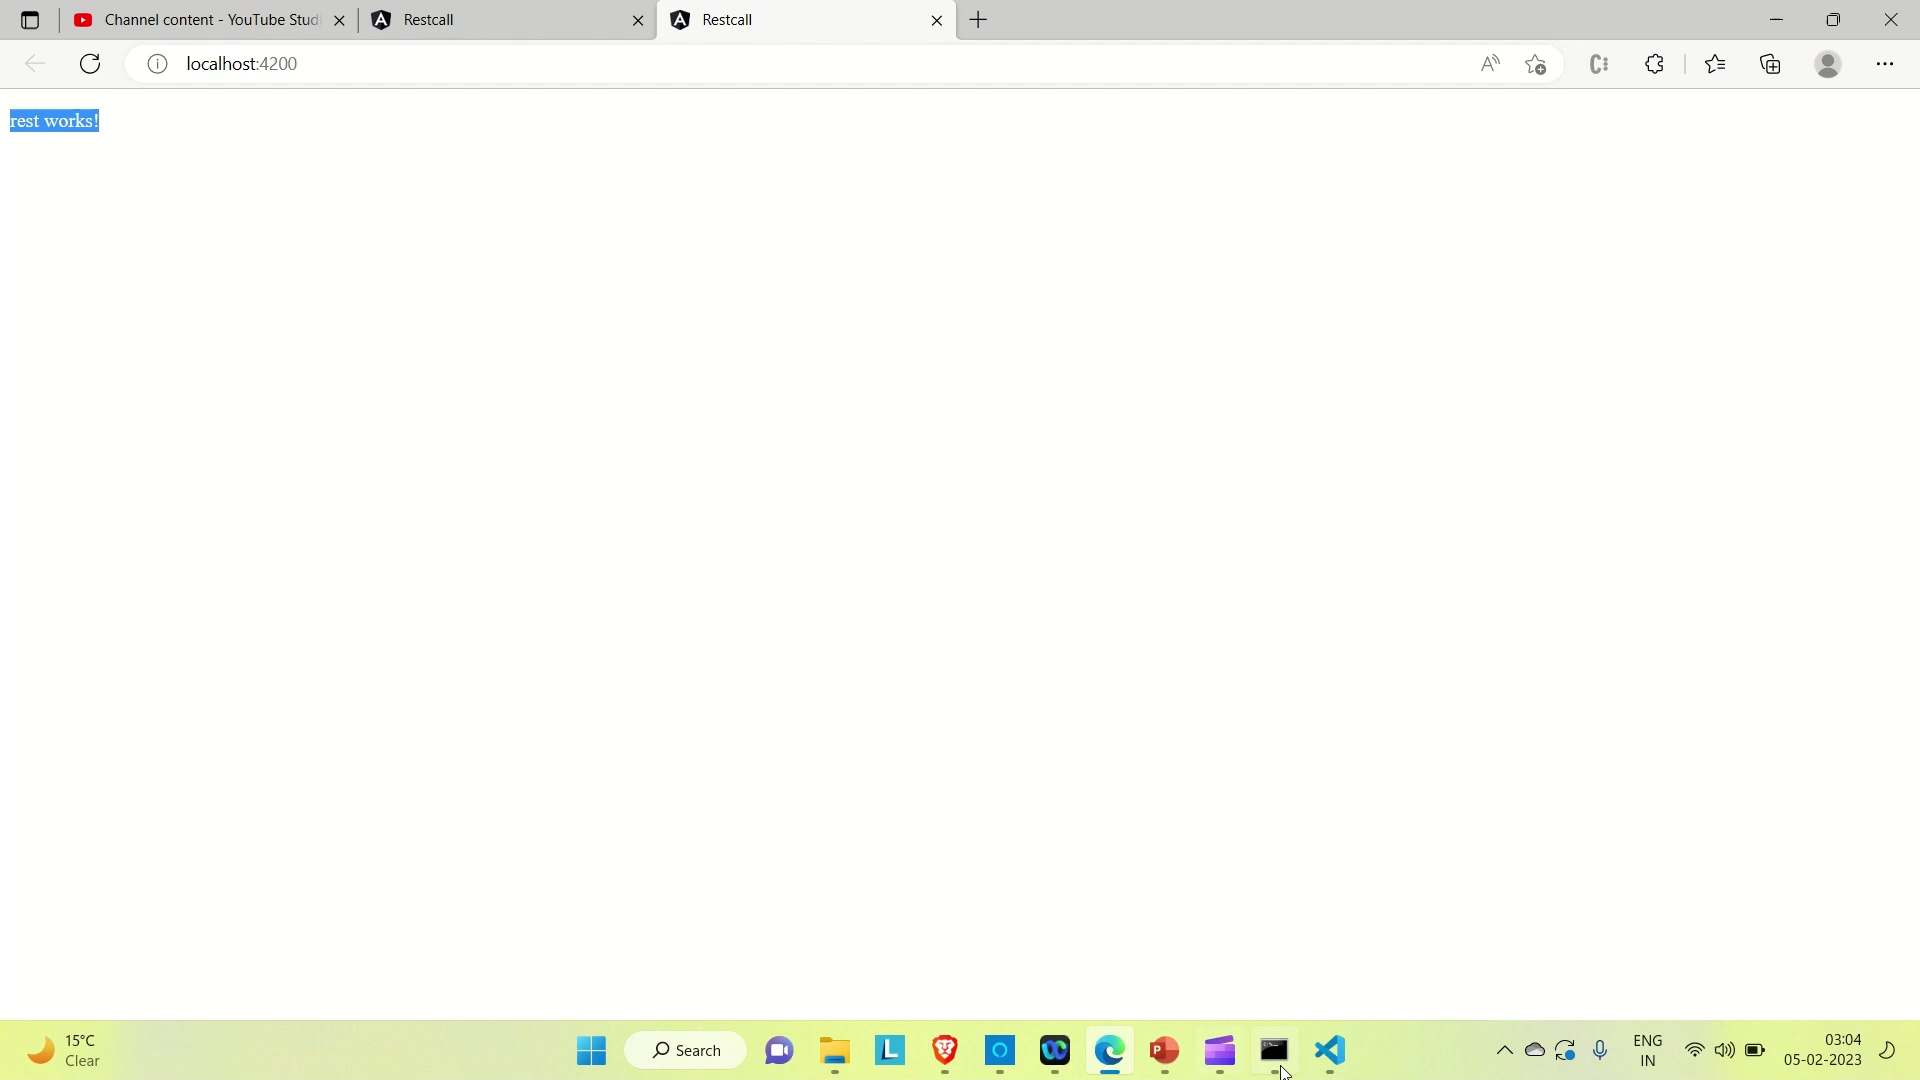 Channel content - YouTube Studi
Restcall
Restcall
localhost:4200
rest works!
15°C
Clear
Search
ENG
IN
03:04
05-02-2023